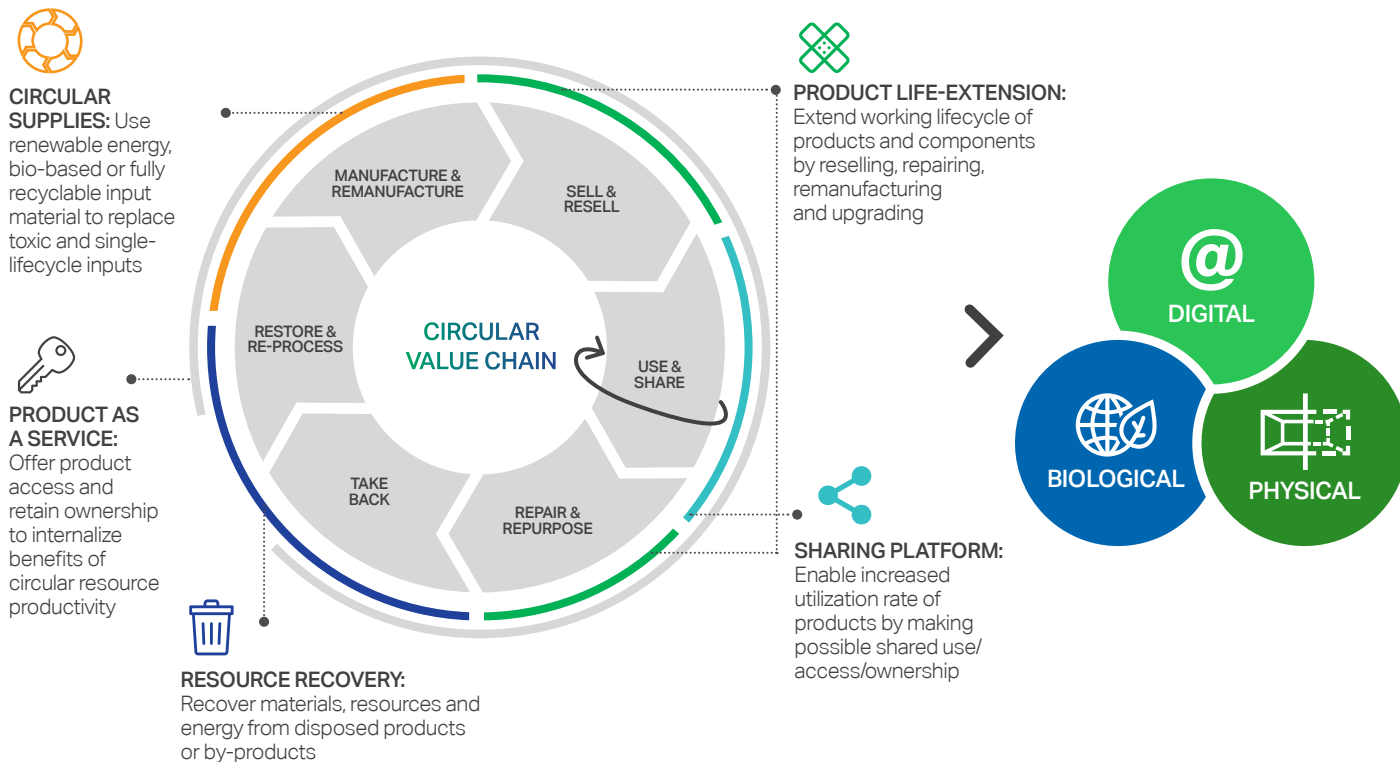 CIRCULAR
SUPPLIES: Use
renewable energy,
bio-based or fully
recyclable input
material to replace
toxic and single-
lifecycle inputs
PRODUCT AS
A SERVICE:
Offer product
access and
retain ownership
to internalize
benefits of
circular resource
productivity
RESOURCE RECOVERY:
Recover materials, resources and
energy from disposed products
or by-products
MANUFACTURE &
REMANUFACTURE
SELL &
RESELL
USE &
SHARE
REPAIR &
REPURPOSE
TAKE
BACK
RESTORE &
RE-PROCESS
CIRCULAR
VALUE CHAIN
PRODUCT LIFE-EXTENSION:
Extend working lifecycle of
products and components
by reselling, repairing,
remanufacturing
and upgrading
SHARING PLATFORM:
Enable increased
utilization rate of
products by making
possible shared use/
access/ownership
@
DIGITAL
BIOLOGICAL
PHYSICAL